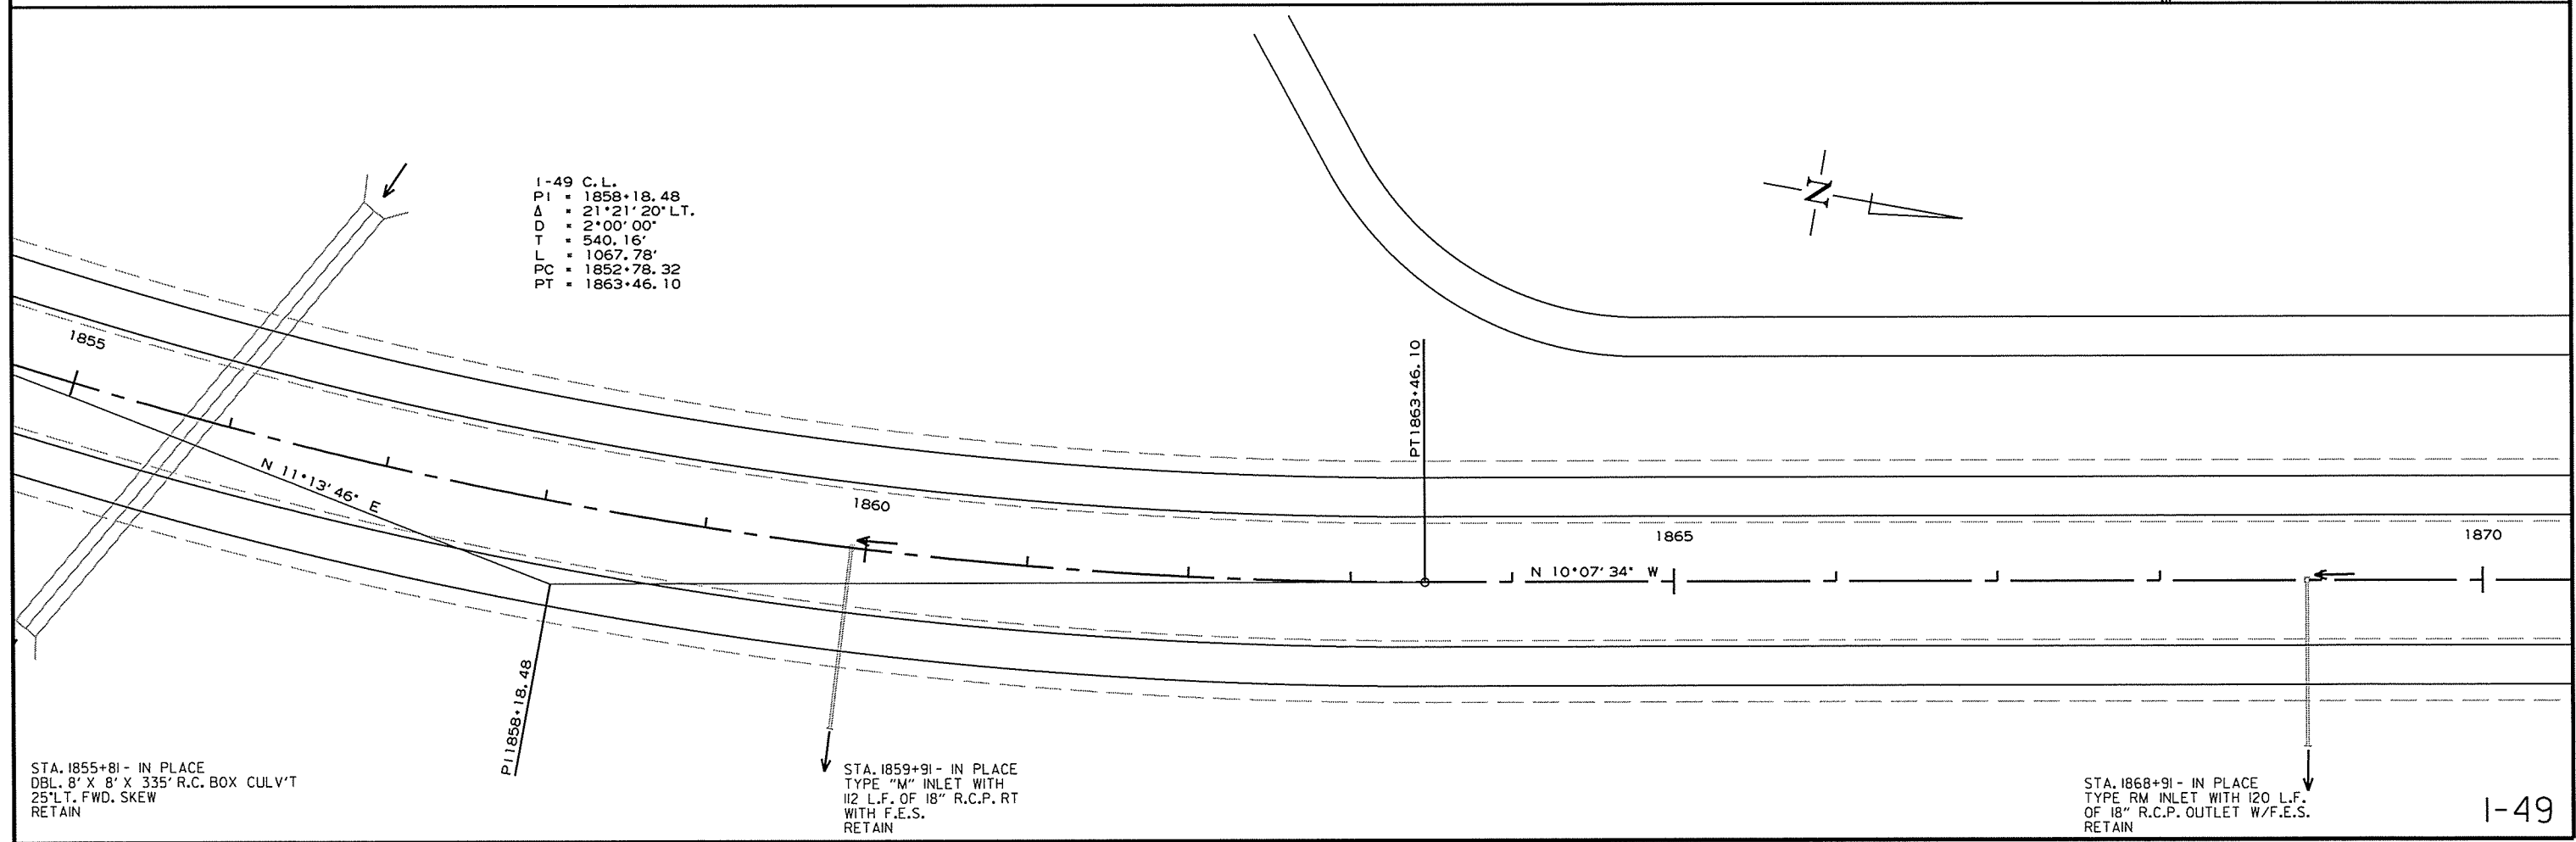 I-49 C.L.
PI = 1858+18.48
Δ = 21°21'20" LT.
D = 2°00'00"
T = 540.16'
L = 1067.78'
PC = 1852+78.32
PT = 1863+46.10
N
1855
N 11°13'46" E
1860
PT 1863+46.10
1865
1870
N 10°07'34" W
PI 1858+18.48
STA. 1855+81 - IN PLACE
DBL. 8' X 8' X 335' R.C. BOX CULV'T
25° LT. FWD. SKEW
RETAIN
STA. 1859+91 - IN PLACE
TYPE "M" INLET WITH
112 L.F. OF 18" R.C.P. RT
WITH F.E.S.
RETAIN
STA. 1868+91 - IN PLACE
TYPE RM INLET WITH 120 L.F.
OF 18" R.C.P. OUTLET W/F.E.S.
RETAIN
I-49